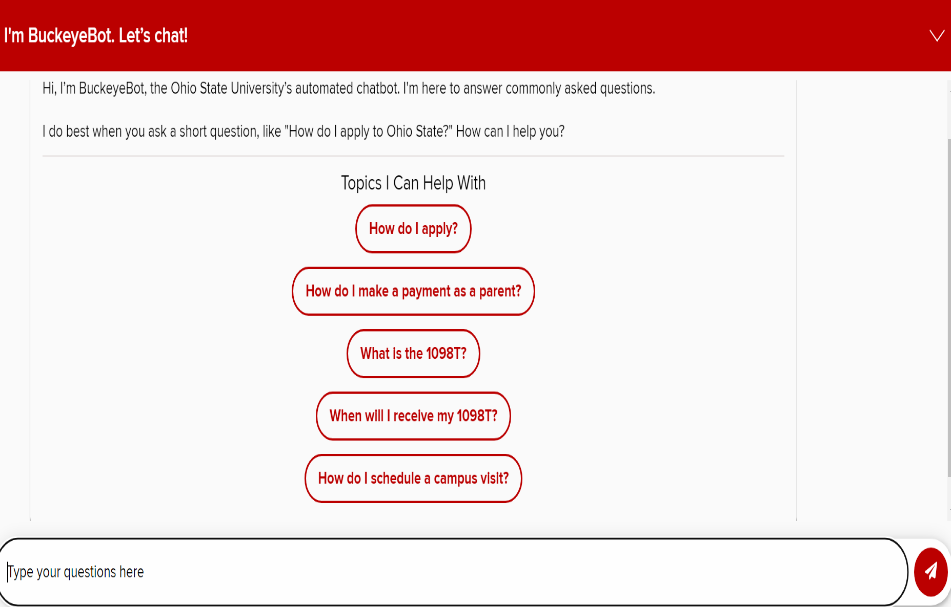 I'm BuckeyeBot. Let's chat!
Hi, I'm BuckeyeBot, the Ohio State University's automated chatbot. I'm here to answer commonly asked questions.
I do best when you ask a short question, like "How do I apply to Ohio State?" How can I help you?
Topics I Can Help With
How do I apply?
How do I make a payment as a parent?
What is the 1098T?
When will I receive my 1098T?
How do I schedule a campus visit?
Type your questions here